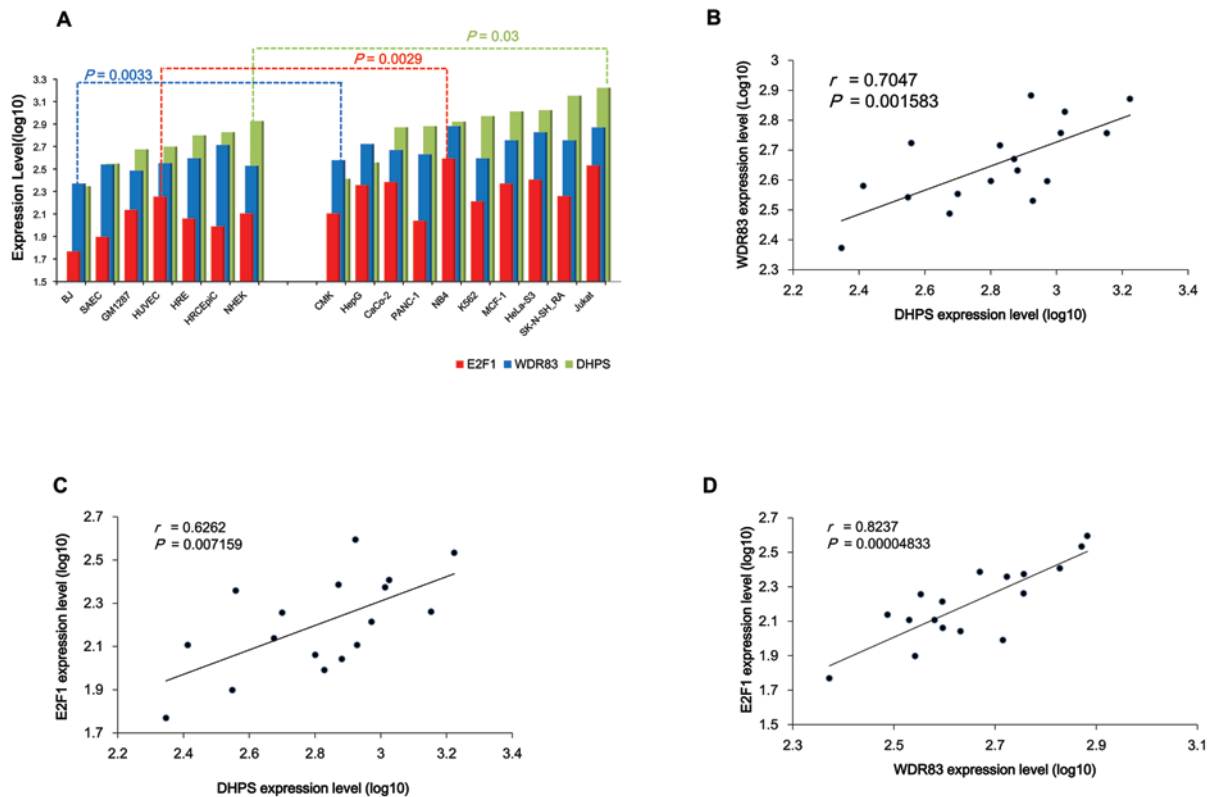 A
P = 0.03
P = 0.0029
P = 0.0033
Expression Level(log10)
3.3
3.1
2.9
2.7
2.5
2.3
2.1
1.9
1.7
1.5
BJ
SAEC
GM1287
HUVEC
HRE
HRCEpiC
NHEK
CMK
HepG
CaCo-2
PANC-1
NB4
K562
MCF-1
HeLa-S3
SK-N-SH_RA
Jukat
E2F1 WDR83 DHPS
B
r = 0.7047
P = 0.001583
WDR83 expression level (Log10)
3
2.9
2.8
2.7
2.6
2.5
2.4
2.3
2.2 2.4 2.6 2.8 3 3.2 3.4
DHPS expression level (log10)
C
r = 0.6262
P = 0.007159
E2F1 expression level (log10)
2.7
2.5
2.3
2.1
1.9
1.7
2.2 2.4 2.6 2.8 3 3.2 3.4
DHPS expression level (log10)
D
r = 0.8237
P = 0.00004833
E2F1 expression level (log10)
2.7
2.5
2.3
2.1
1.9
1.7
1.5
2.3 2.5 2.7 2.9 3.1
WDR83 expression level (log10)